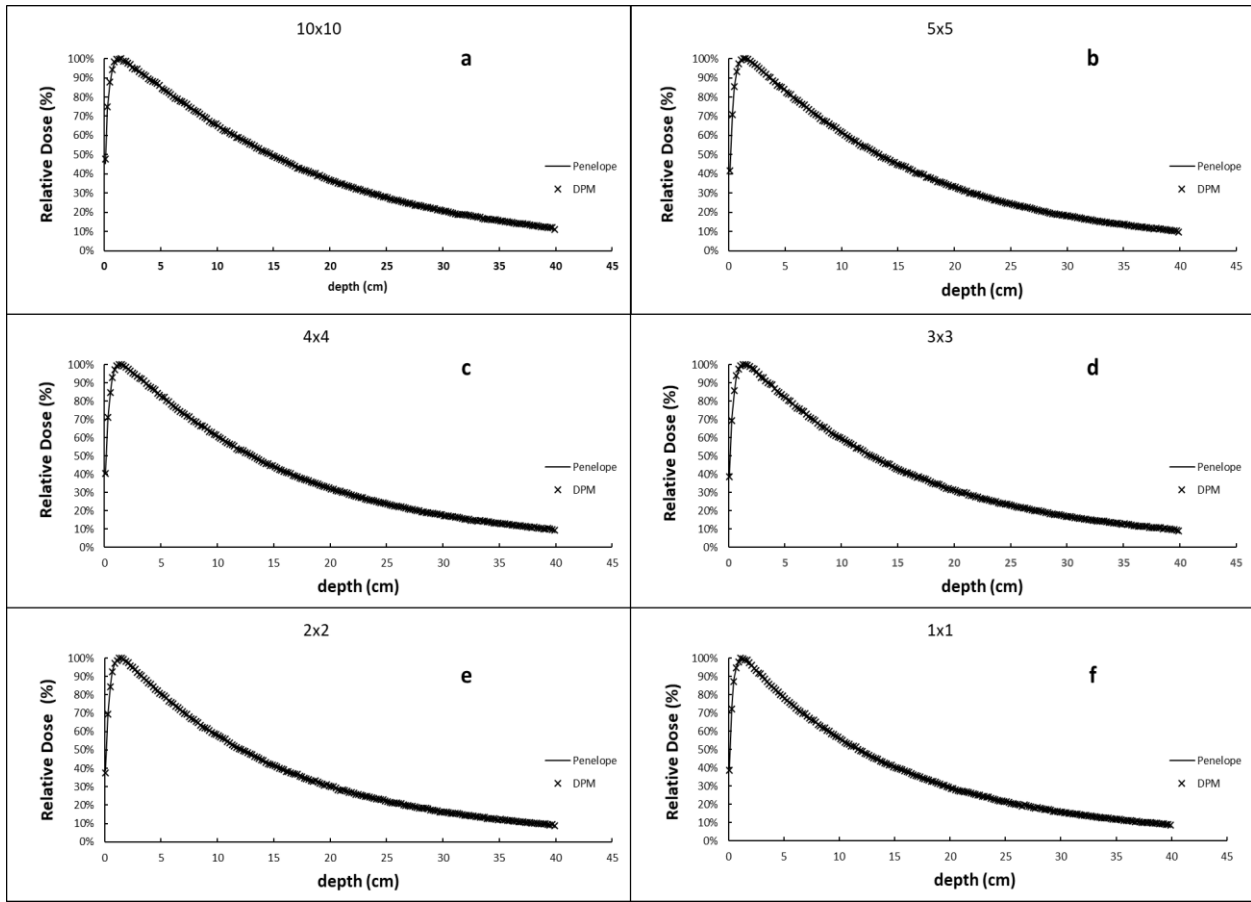 10x10
a
Relative Dose (%)
100%
90%
80%
70%
60%
50%
40%
30%
20%
10%
0%
Penelope
DPM
0 5 10 15 20 25 30 35 40 45
depth (cm)
5x5
b
Relative Dose (%)
100%
90%
80%
70%
60%
50%
40%
30%
20%
10%
0%
Penelope
DPM
0 5 10 15 20 25 30 35 40 45
depth (cm)
4x4
c
Relative Dose (%)
100%
90%
80%
70%
60%
50%
40%
30%
20%
10%
0%
Penelope
DPM
0 5 10 15 20 25 30 35 40 45
depth (cm)
3x3
d
Relative Dose (%)
100%
90%
80%
70%
60%
50%
40%
30%
20%
10%
0%
Penelope
DPM
0 5 10 15 20 25 30 35 40 45
depth (cm)
2x2
e
Relative Dose (%)
100%
90%
80%
70%
60%
50%
40%
30%
20%
10%
0%
Penelope
DPM
0 5 10 15 20 25 30 35 40 45
depth (cm)
1x1
f
Relative Dose (%)
100%
90%
80%
70%
60%
50%
40%
30%
20%
10%
0%
Penelope
DPM
0 5 10 15 20 25 30 35 40 45
depth (cm)